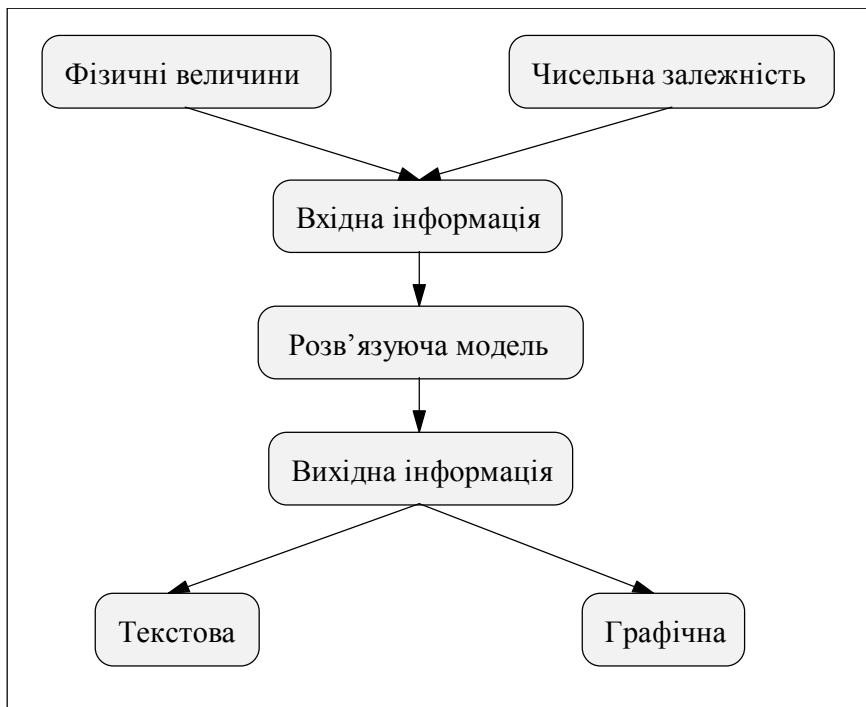 Фізичні величини
Чисельна залежність
Вхідна інформація
Розв’язуюча модель
Вихідна інформація
Текстова
Графічна